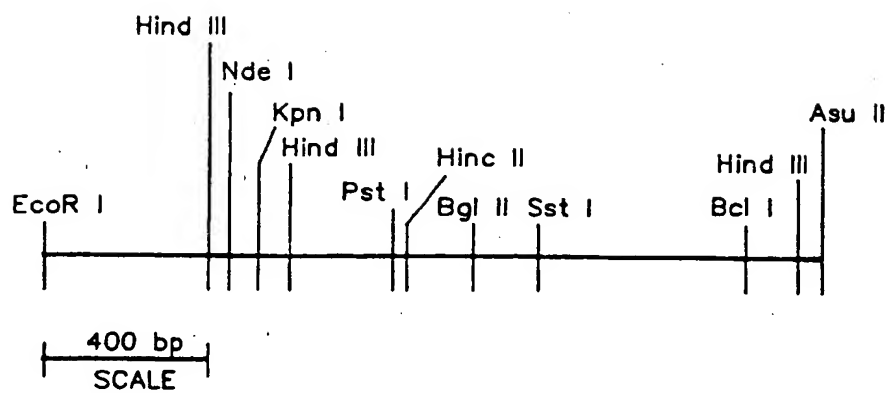 Hind III
Nde I
Kpn I
Asu II
Hind III
Hinc II
Hind III
Pst I
EcoR I
Bgl II
Sst I
Bcl I
400 bp
SCALE